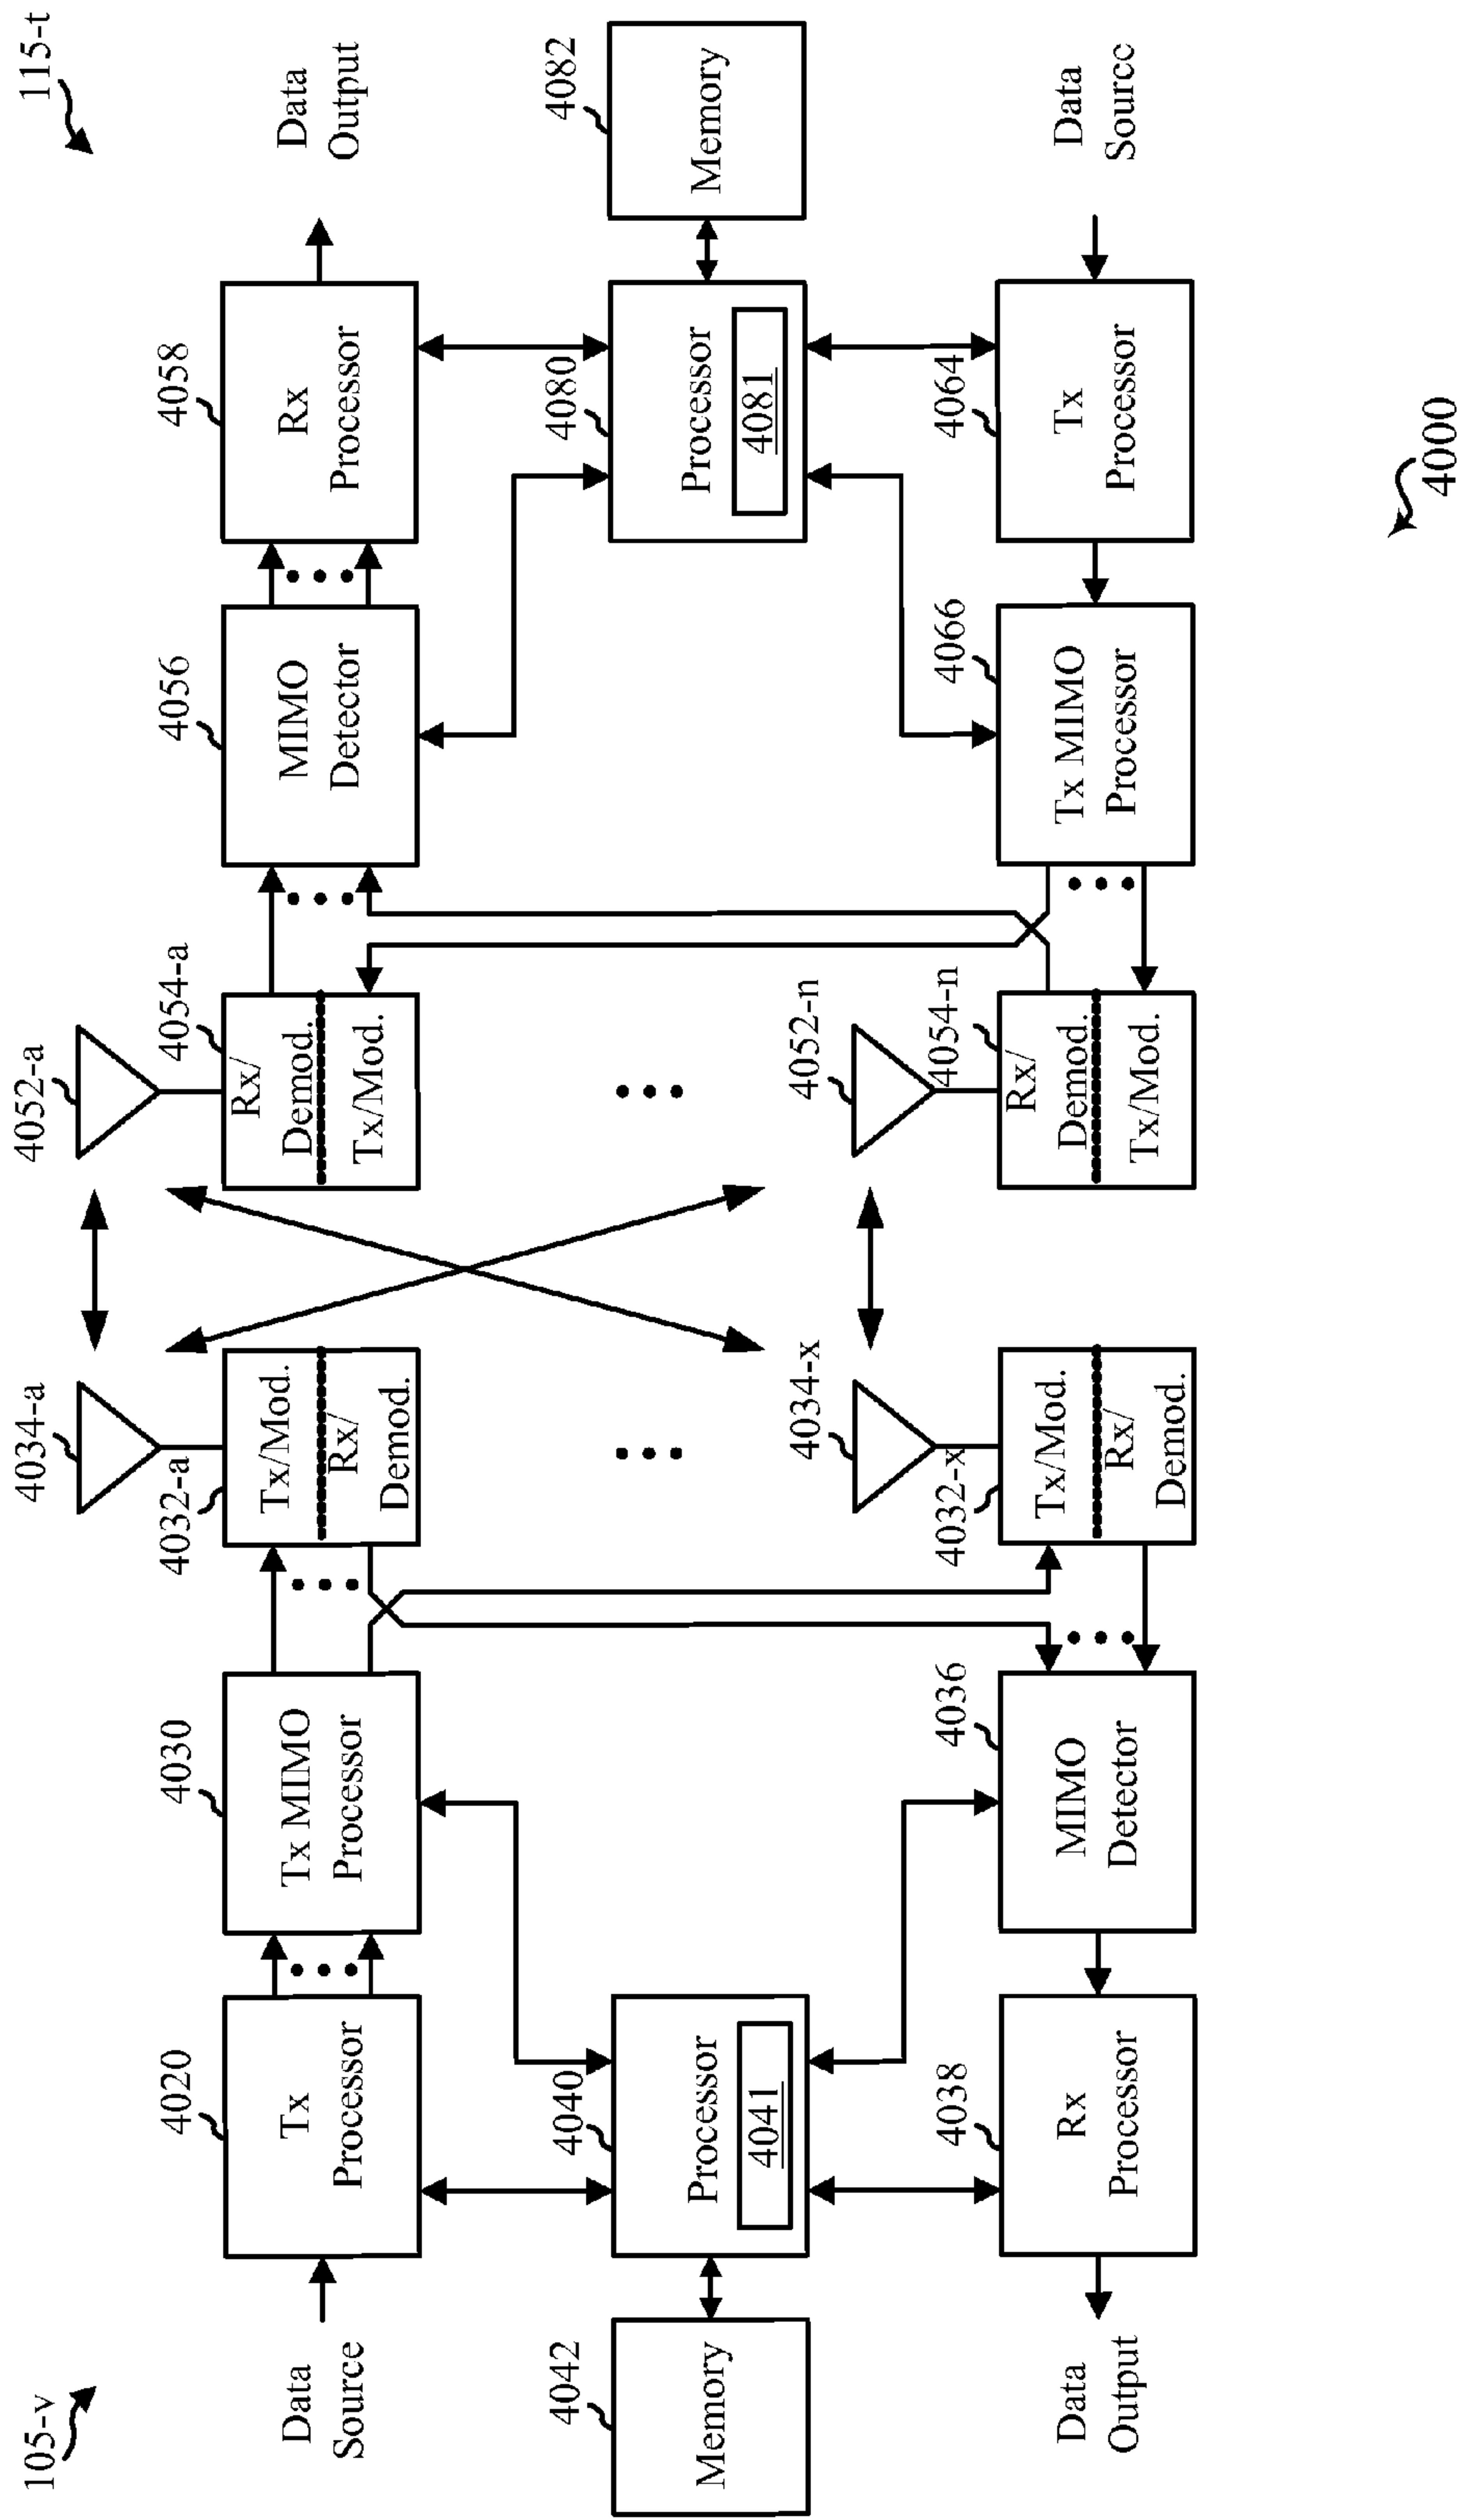 105-v
115-t
Data
Source
4020
Tx
Processor
4030
Tx MIMO
Processor
4034-a
4032-a
Tx/Mod.
Rx/
Demod.
4052-a
4054-a
Rx/
Demod.
Tx/Mod.
4056
MIMO
Detector
4058
Rx
Processor
Data
Output
4042
Memory
4040
Processor
4041
4080
Processor
4081
4082
Memory
Data
Output
4038
Rx
Processor
4036
MIMO
Detector
4034-x
4032-x
Tx/Mod.
Rx/
Demod.
4052-n
4054-n
Rx/
Demod.
Tx/Mod.
4066
Tx MIMO
Processor
4064
Tx
Processor
Data
Source
4000